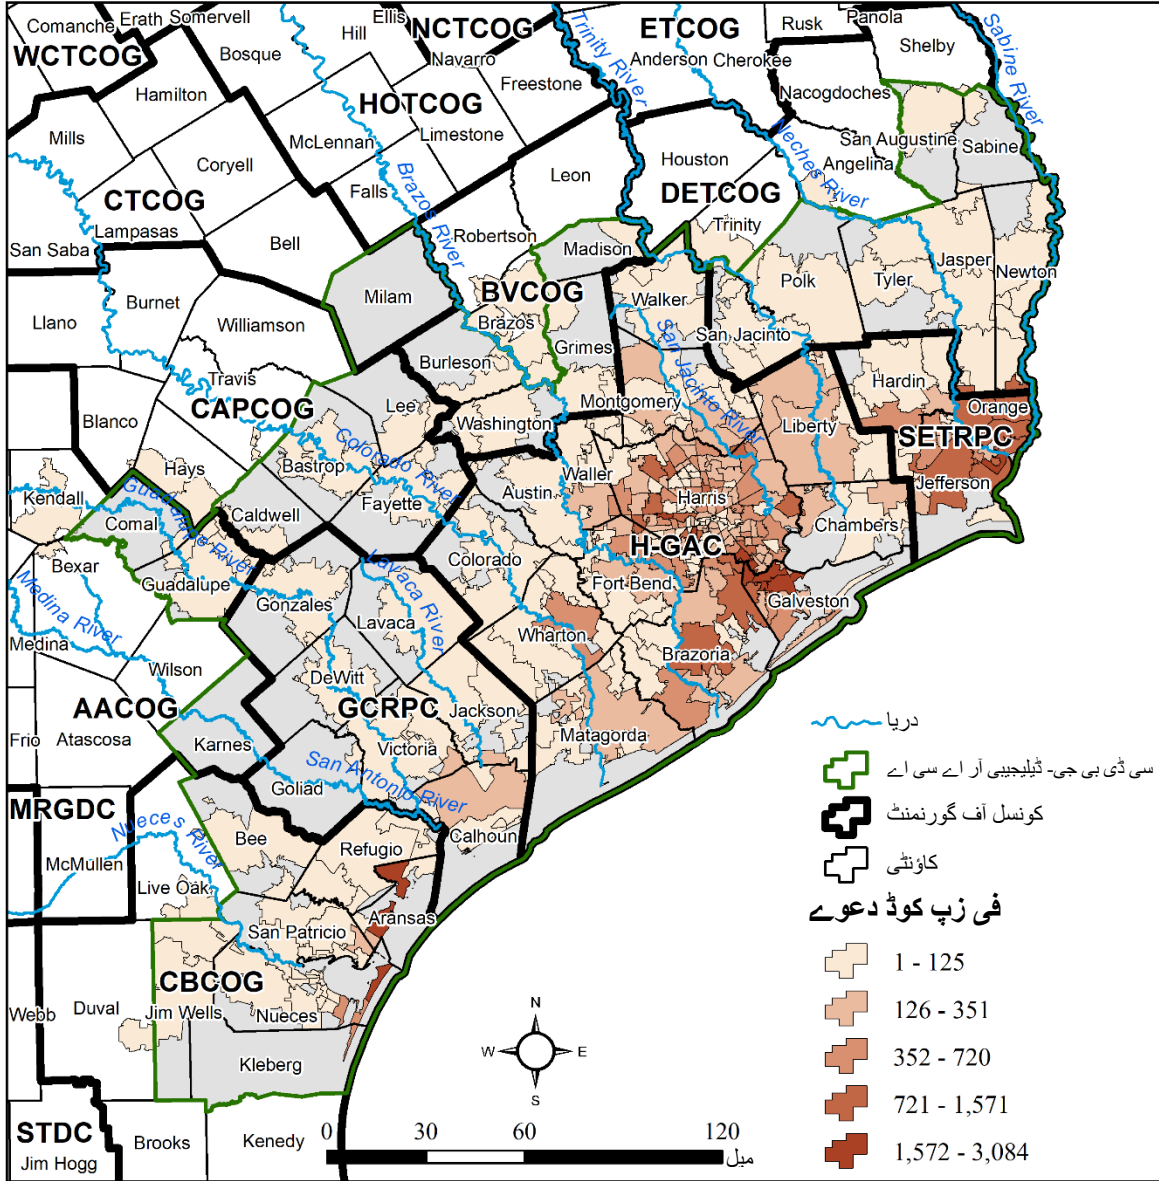 Comanche
Erath
Somervell
Ellis
Hill
Bosque
WCTCOG
NCTCOG
Navarro
Trinity River
ETCOG
Anderson
Cherokee
Rusk
Panola
Shelby
Sabine River
Hamilton
HOTCOG
Freestone
Limestone
Nacogdoches
Mills
McLennan
Coryell
Falls
Leon
Houston
Neches River
San Augustine
Angelina
Sabine
CTCOG
Lampasas
Brazos River
DETCOG
San Saba
Bell
Robertson
Madison
Trinity
Burnet
Milam
BVCOG
Walker
Polk
Tyler
Jasper
Newton
Llano
Williamson
Brazos
San Jacinto
Burleson
Grimes
San Jacinto River
Travis
Lee
Montgomery
Hardin
Blanco
CAPCOG
Washington
Liberty
Orange
SETRPC
Colorado River
Hays
Bastrop
Waller
Kendall
Guadalupe River
Austin
Harris
Jefferson
Comal
Caldwell
Fayette
Chambers
Bexar
Colorado
H-GAC
Guadalupe
Lavaca River
Fort Bend
Medina River
Gonzales
Galveston
Lavaca
Medina
Wharton
Wilson
Brazoria
DeWitt
AACOG
GCRPC
Jackson
Frio
Atascosa
Karnes
Victoria
Matagorda
San Antonio River
Goliad
MRGDC
Nueces River
Bee
Calhoun
Refugio
McMullen
Live Oak
Aransas
San Patricio
CBCOG
Webb
Duval
Jim Wells
Nueces
Kleberg
STDC
Jim Hogg
Brooks
Kenedy
دریا
سی ڈی بی جی- ڈیلیجیبی آر اے سی اے
کونسل آف گورنمنٹ
کاؤنٹی
فی زپ کوڈ دعوے
1 - 125
126 - 351
352 - 720
721 - 1,571
1,572 - 3,084
N
W E
S
0 30 60 120
میل